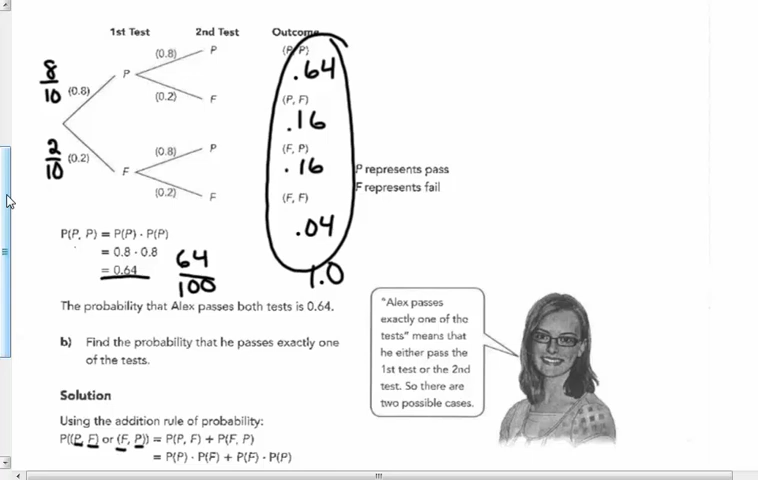 1st Test 2nd Test Outcome
8/10 (0.8) P (0.8) P (P, P)
.64
(0.2) F (P, F)
.16
2/10 (0.2) F (0.8) P (F, P)
.16
P represents pass
(0.2) F (F, F)
F represents fail
.04
1.0
P(P, P) = P(P) · P(P)
= 0.8 · 0.8
= 0.64
64/100
The probability that Alex passes both tests is 0.64.
b) Find the probability that he passes exactly one
of the tests.
Solution
Using the addition rule of probability:
P((P, F) or (F, P)) = P(P, F) + P(F, P)
= P(P) · P(F) + P(F) · P(P)
"Alex passes
exactly one of the
tests" means that
he either pass the
1st test or the 2nd
test. So there are
two possible cases.